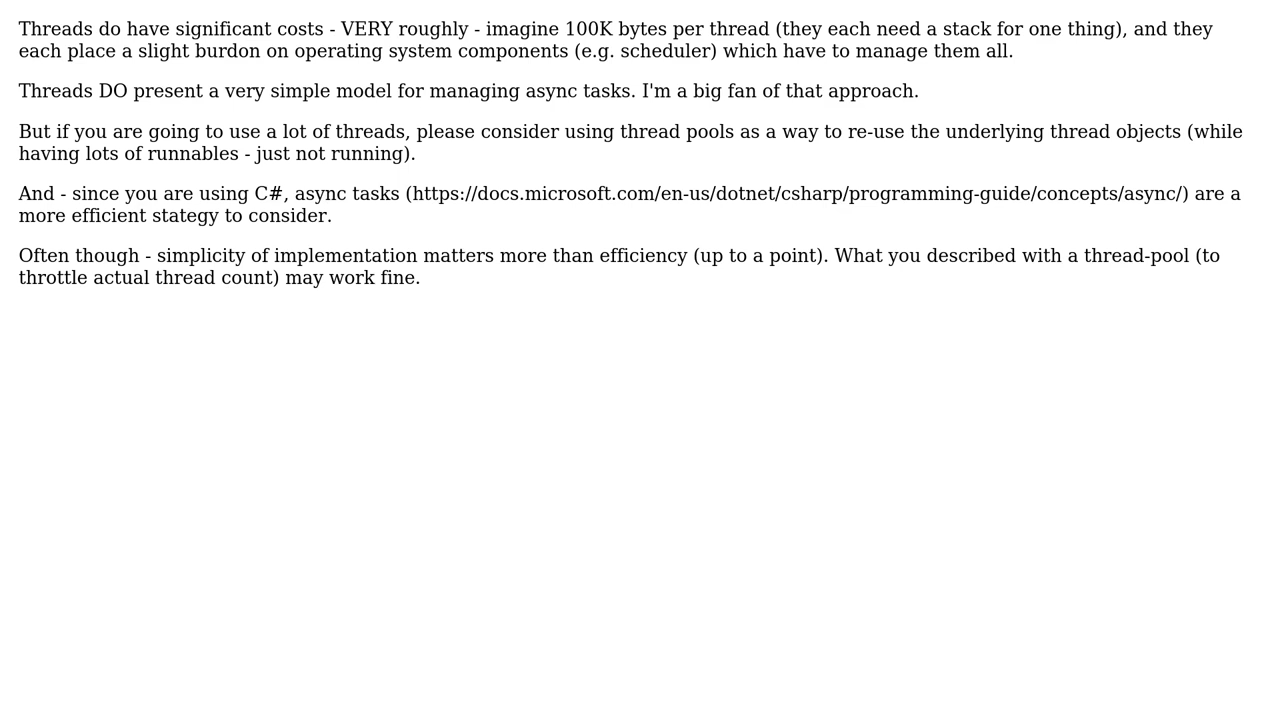 Threads do have significant costs - VERY roughly - imagine 100K bytes per thread (they each need a stack for one thing), and they
each place a slight burdon on operating system components (e.g. scheduler) which have to manage them all.
Threads DO present a very simple model for managing async tasks. I'm a big fan of that approach.
But if you are going to use a lot of threads, please consider using thread pools as a way to re-use the underlying thread objects (while
having lots of runnables - just not running).
And - since you are using C#, async tasks (https://docs.microsoft.com/en-us/dotnet/csharp/programming-guide/concepts/async/) are a
more efficient stategy to consider.
Often though - simplicity of implementation matters more than efficiency (up to a point). What you described with a thread-pool (to
throttle actual thread count) may work fine.